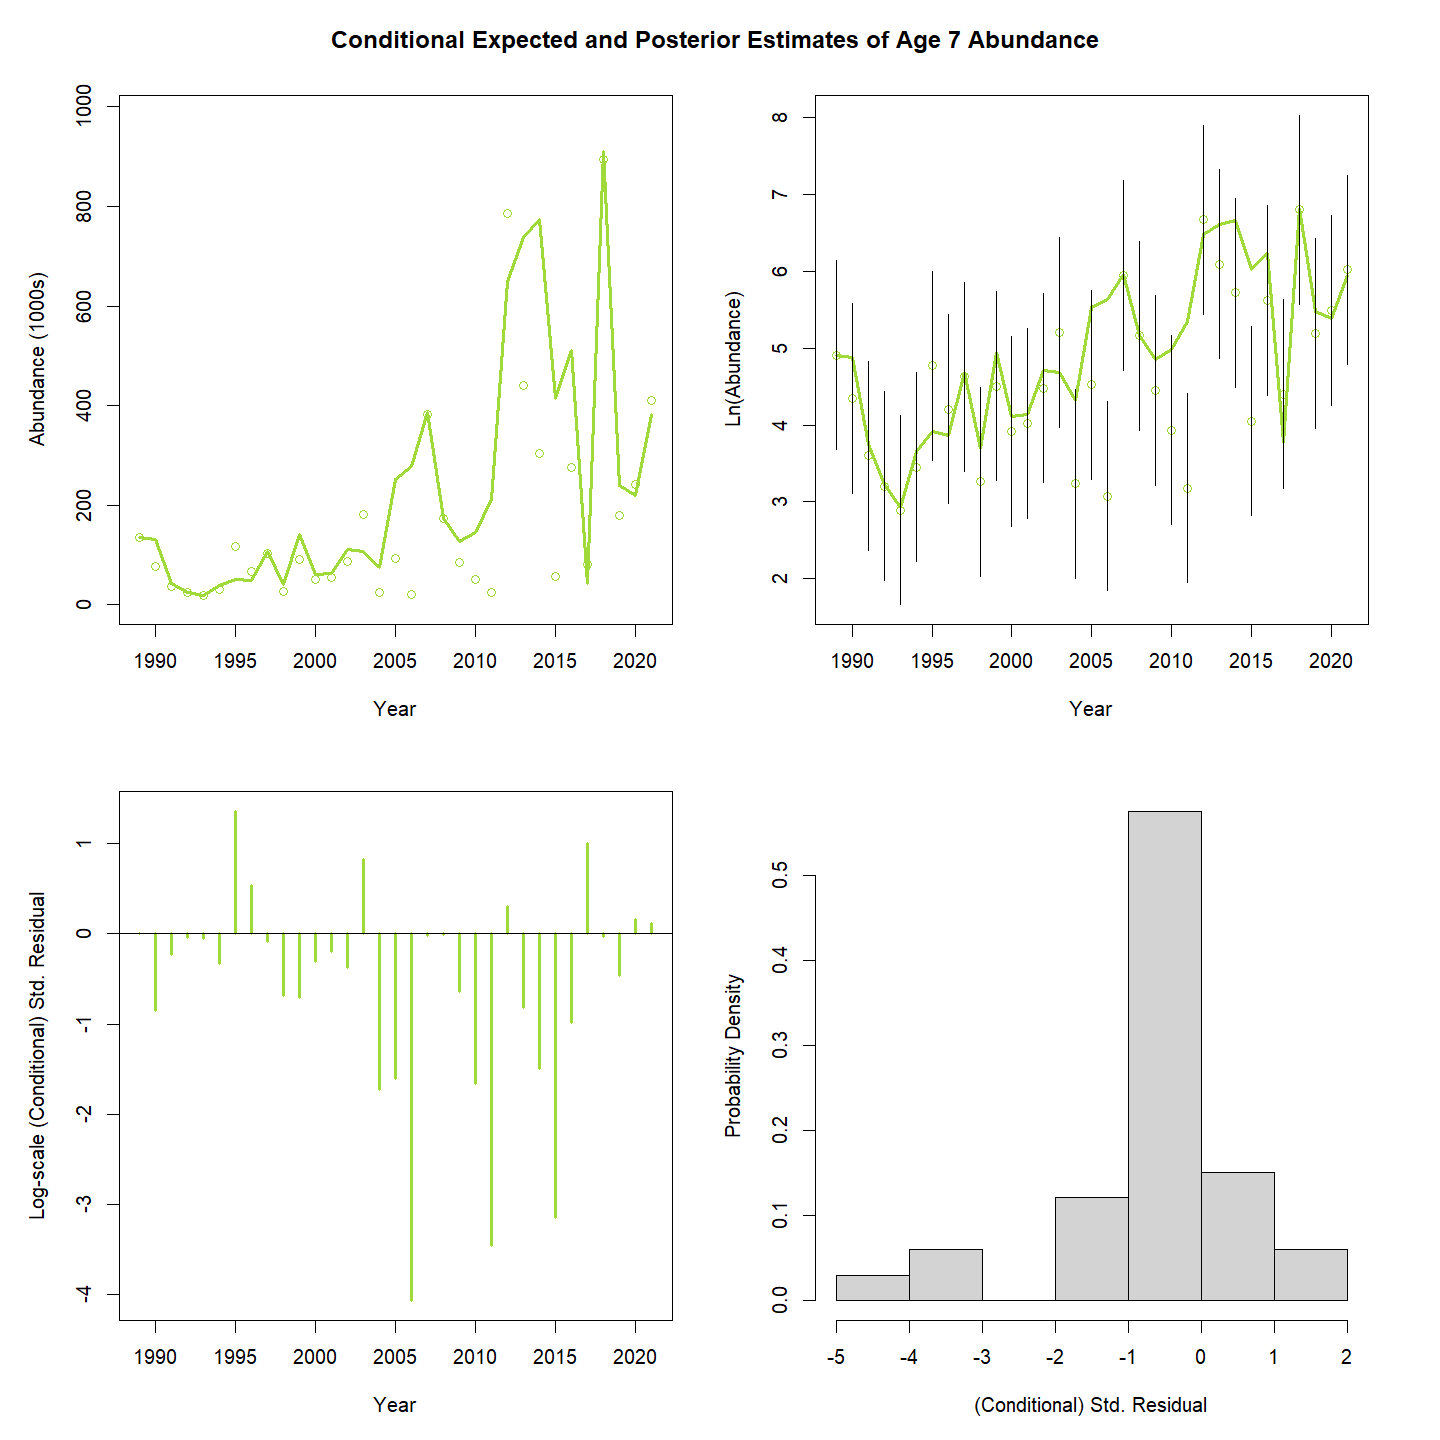 Conditional Expected and Posterior Estimates of Age 7 Abundance
Abundance (1000s)
1000
800
600
400
200
0
1990 1995 2000 2005 2010 2015 2020
Year
Ln(Abundance)
8
7
6
5
4
3
2
1990 1995 2000 2005 2010 2015 2020
Year
Log-scale (Conditional) Std. Residual
1
0
-1
-2
-3
-4
1990 1995 2000 2005 2010 2015 2020
Year
Probability Density
0.5
0.4
0.3
0.2
0.1
0.0
-5 -4 -3 -2 -1 0 1 2
(Conditional) Std. Residual